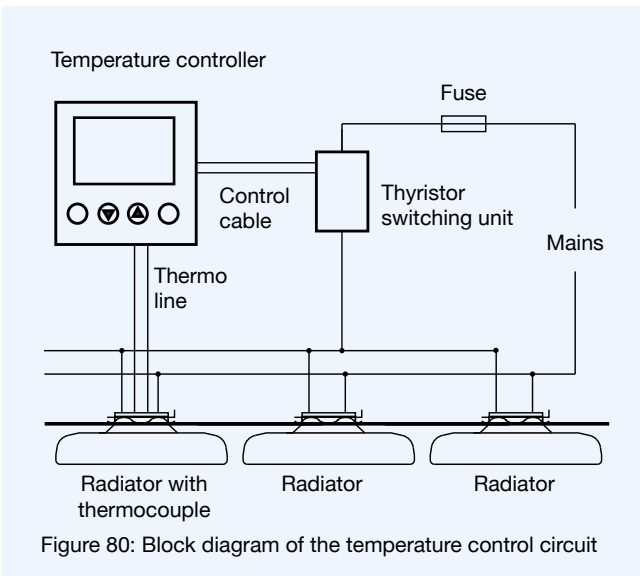 Temperature controller
Fuse
Control
cable
Thyristor
switching unit
Mains
Thermo
line
Radiator with
thermocouple
Radiator
Radiator
Figure 80: Block diagram of the temperature control circuit